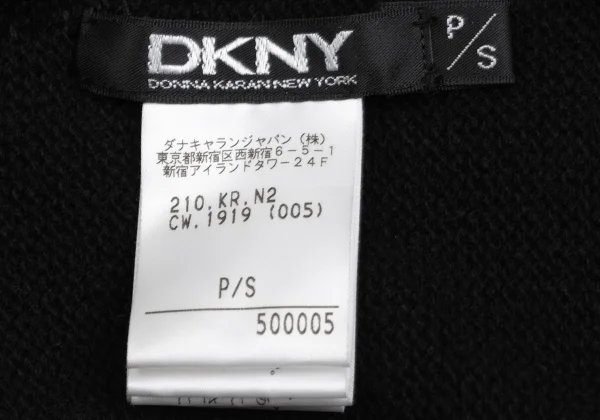 DKNY
DONNA KARAN NEW YORK
P/S
ダナキャランジャパン (株)
東京都新宿区西新宿6-5-1
新宿アイランドタワー24F
210.KR.N2
CW.1919 (005)
P/S
500005